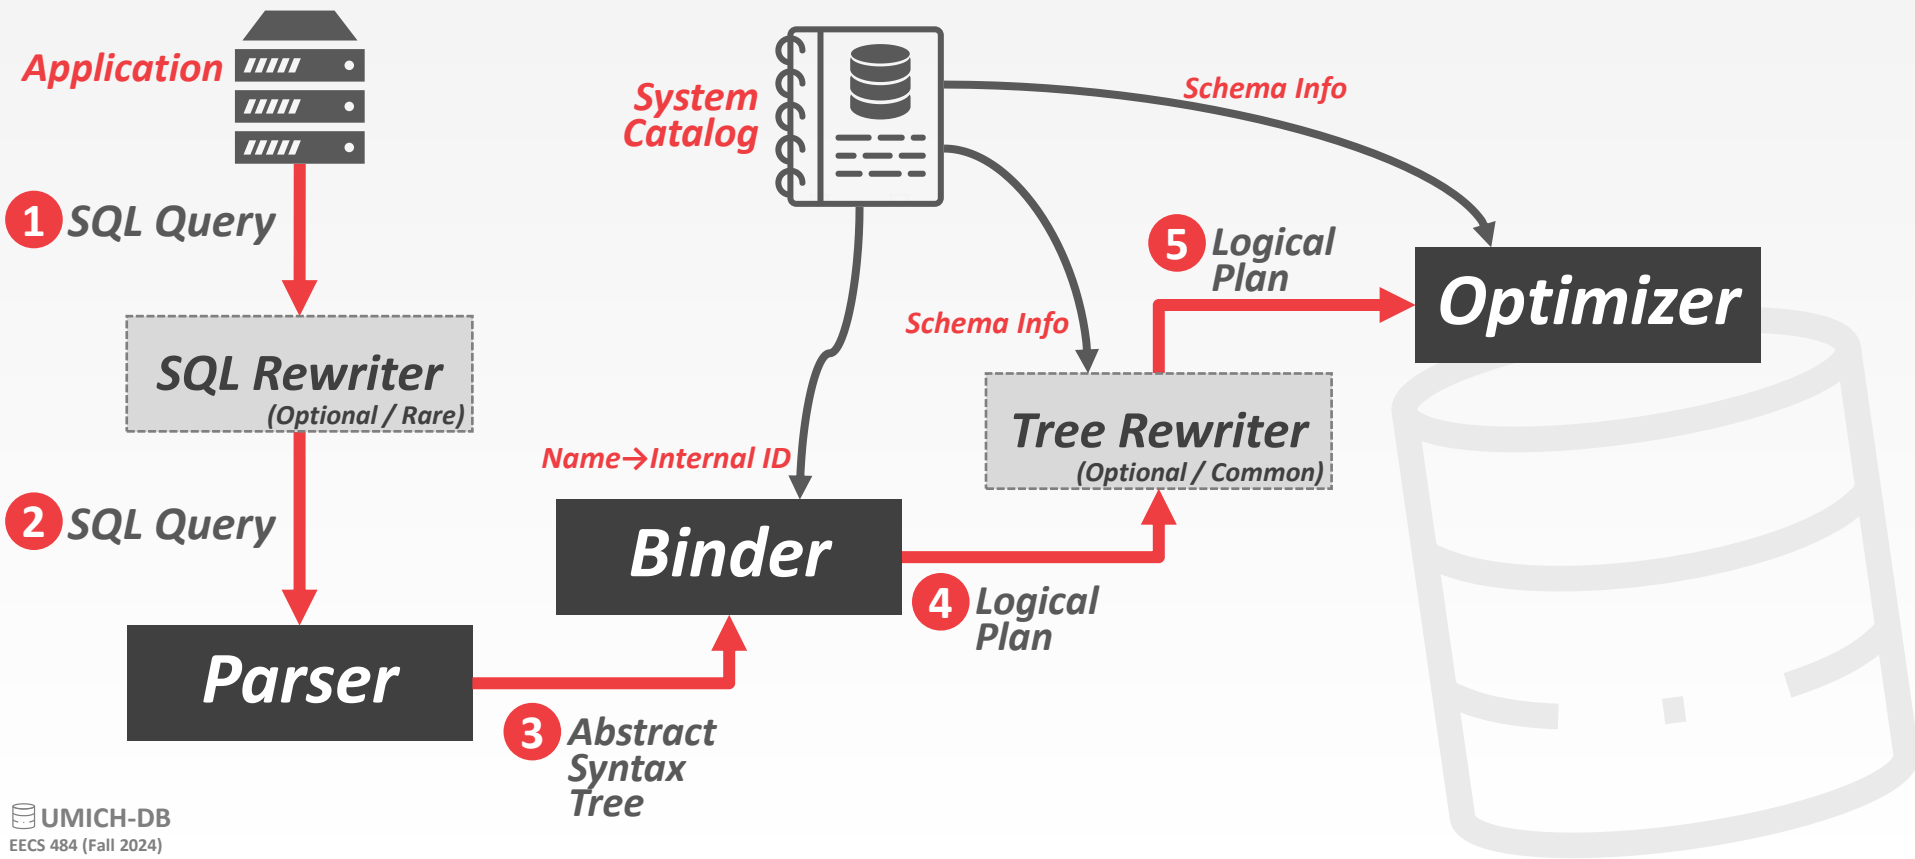 Application
1 SQL Query
SQL Rewriter
(Optional / Rare)
2 SQL Query
Parser
3 Abstract
Syntax
Tree
System
Catalog
Name→Internal ID
Binder
4 Logical
Plan
Schema Info
Tree Rewriter
(Optional / Common)
5 Logical
Plan
Schema Info
Optimizer
UMICH-DB
EECS 484 (Fall 2024)